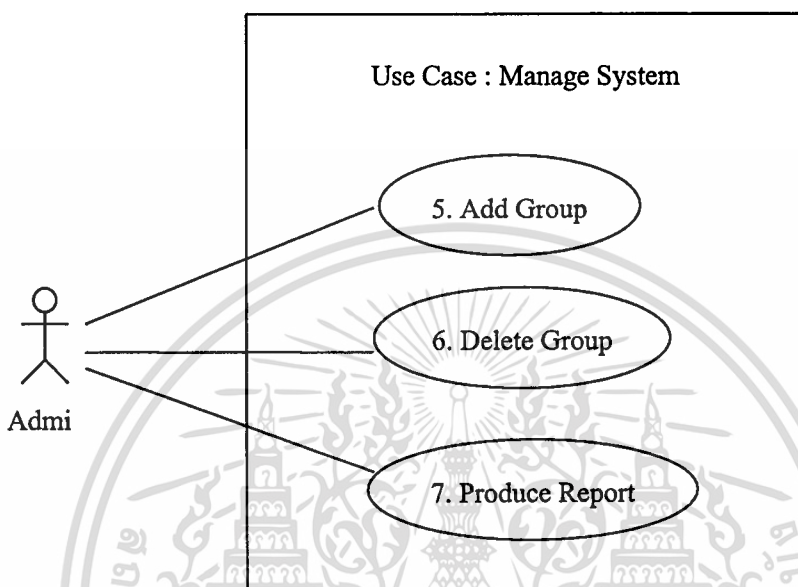 Use Case : Manage System
5. Add Group
6. Delete Group
Admi
7. Produce Report